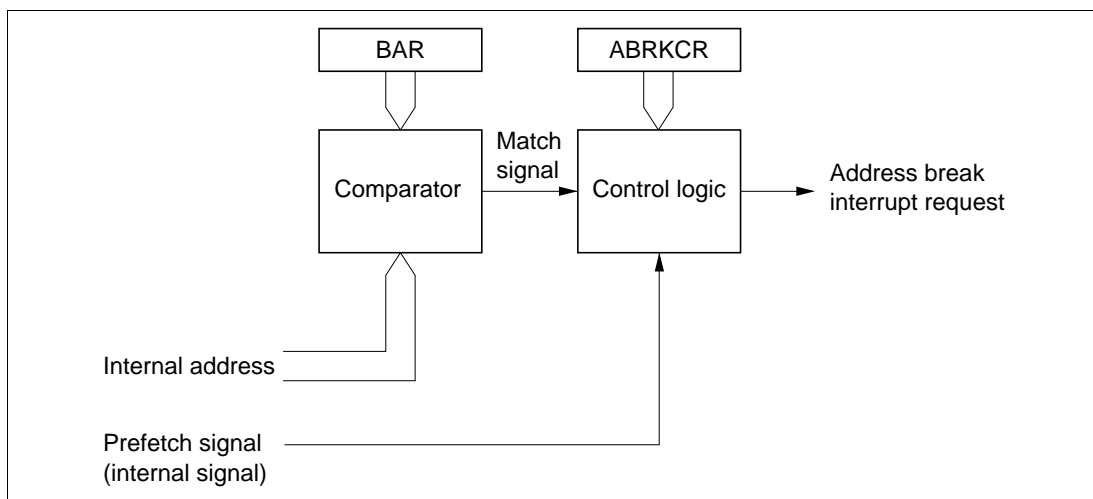 BAR
ABRKCR
Comparator
Match
signal
Control logic
Address break
interrupt request
Internal address
Prefetch signal
(internal signal)